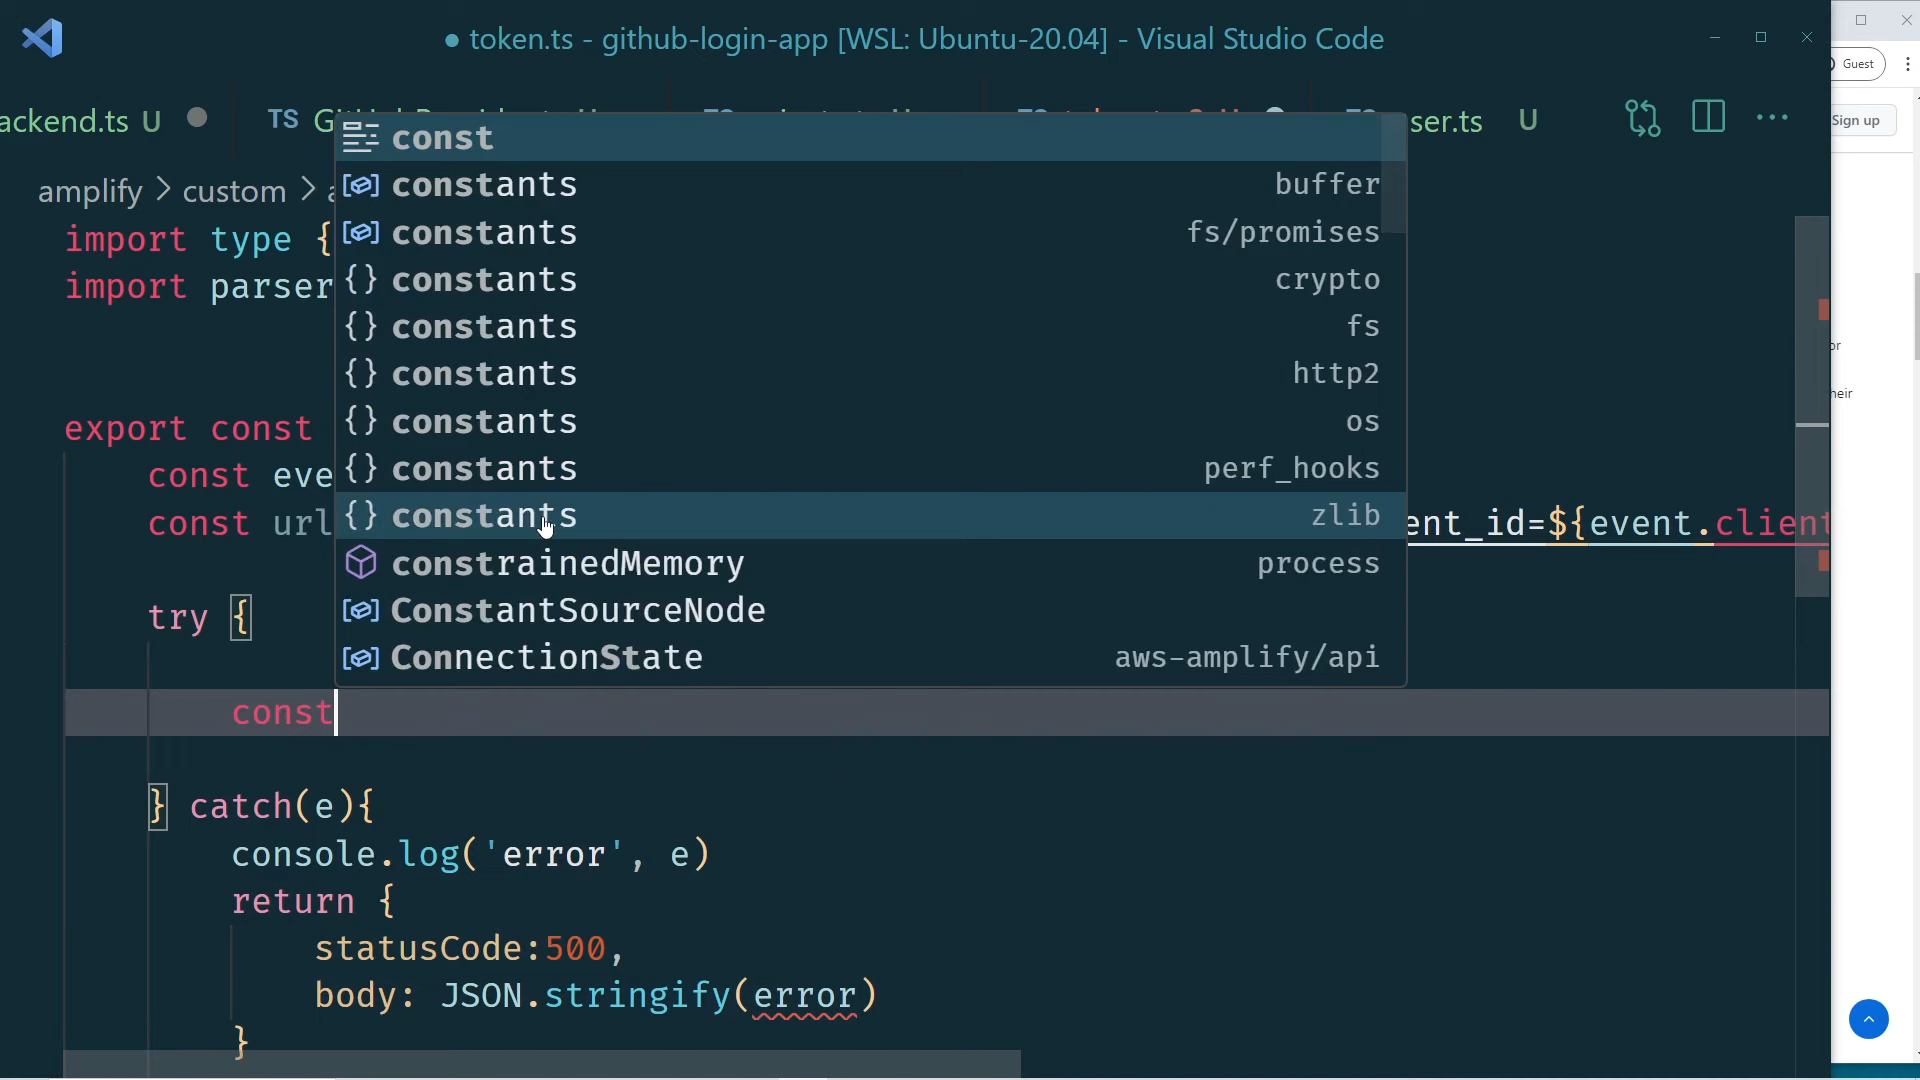 ● token.ts - github-login-app [WSL: Ubuntu-20.04] - Visual Studio Code
Guest
ackend.ts U
TS
U
ser.ts U
Sign up
amplify > custom >
import type {
import parser
export const
const eve
const url
ent_id=${event.client
try {
const
const
constants buffer
constants fs/promises
constants crypto
constants fs
constants http2
constants os
constants perf_hooks
constants zlib
constrainedMemory process
ConstantSourceNode
ConnectionState aws-amplify/api
} catch(e){
console.log('error', e)
return {
statusCode:500,
body: JSON.stringify(error)
}
or
heir